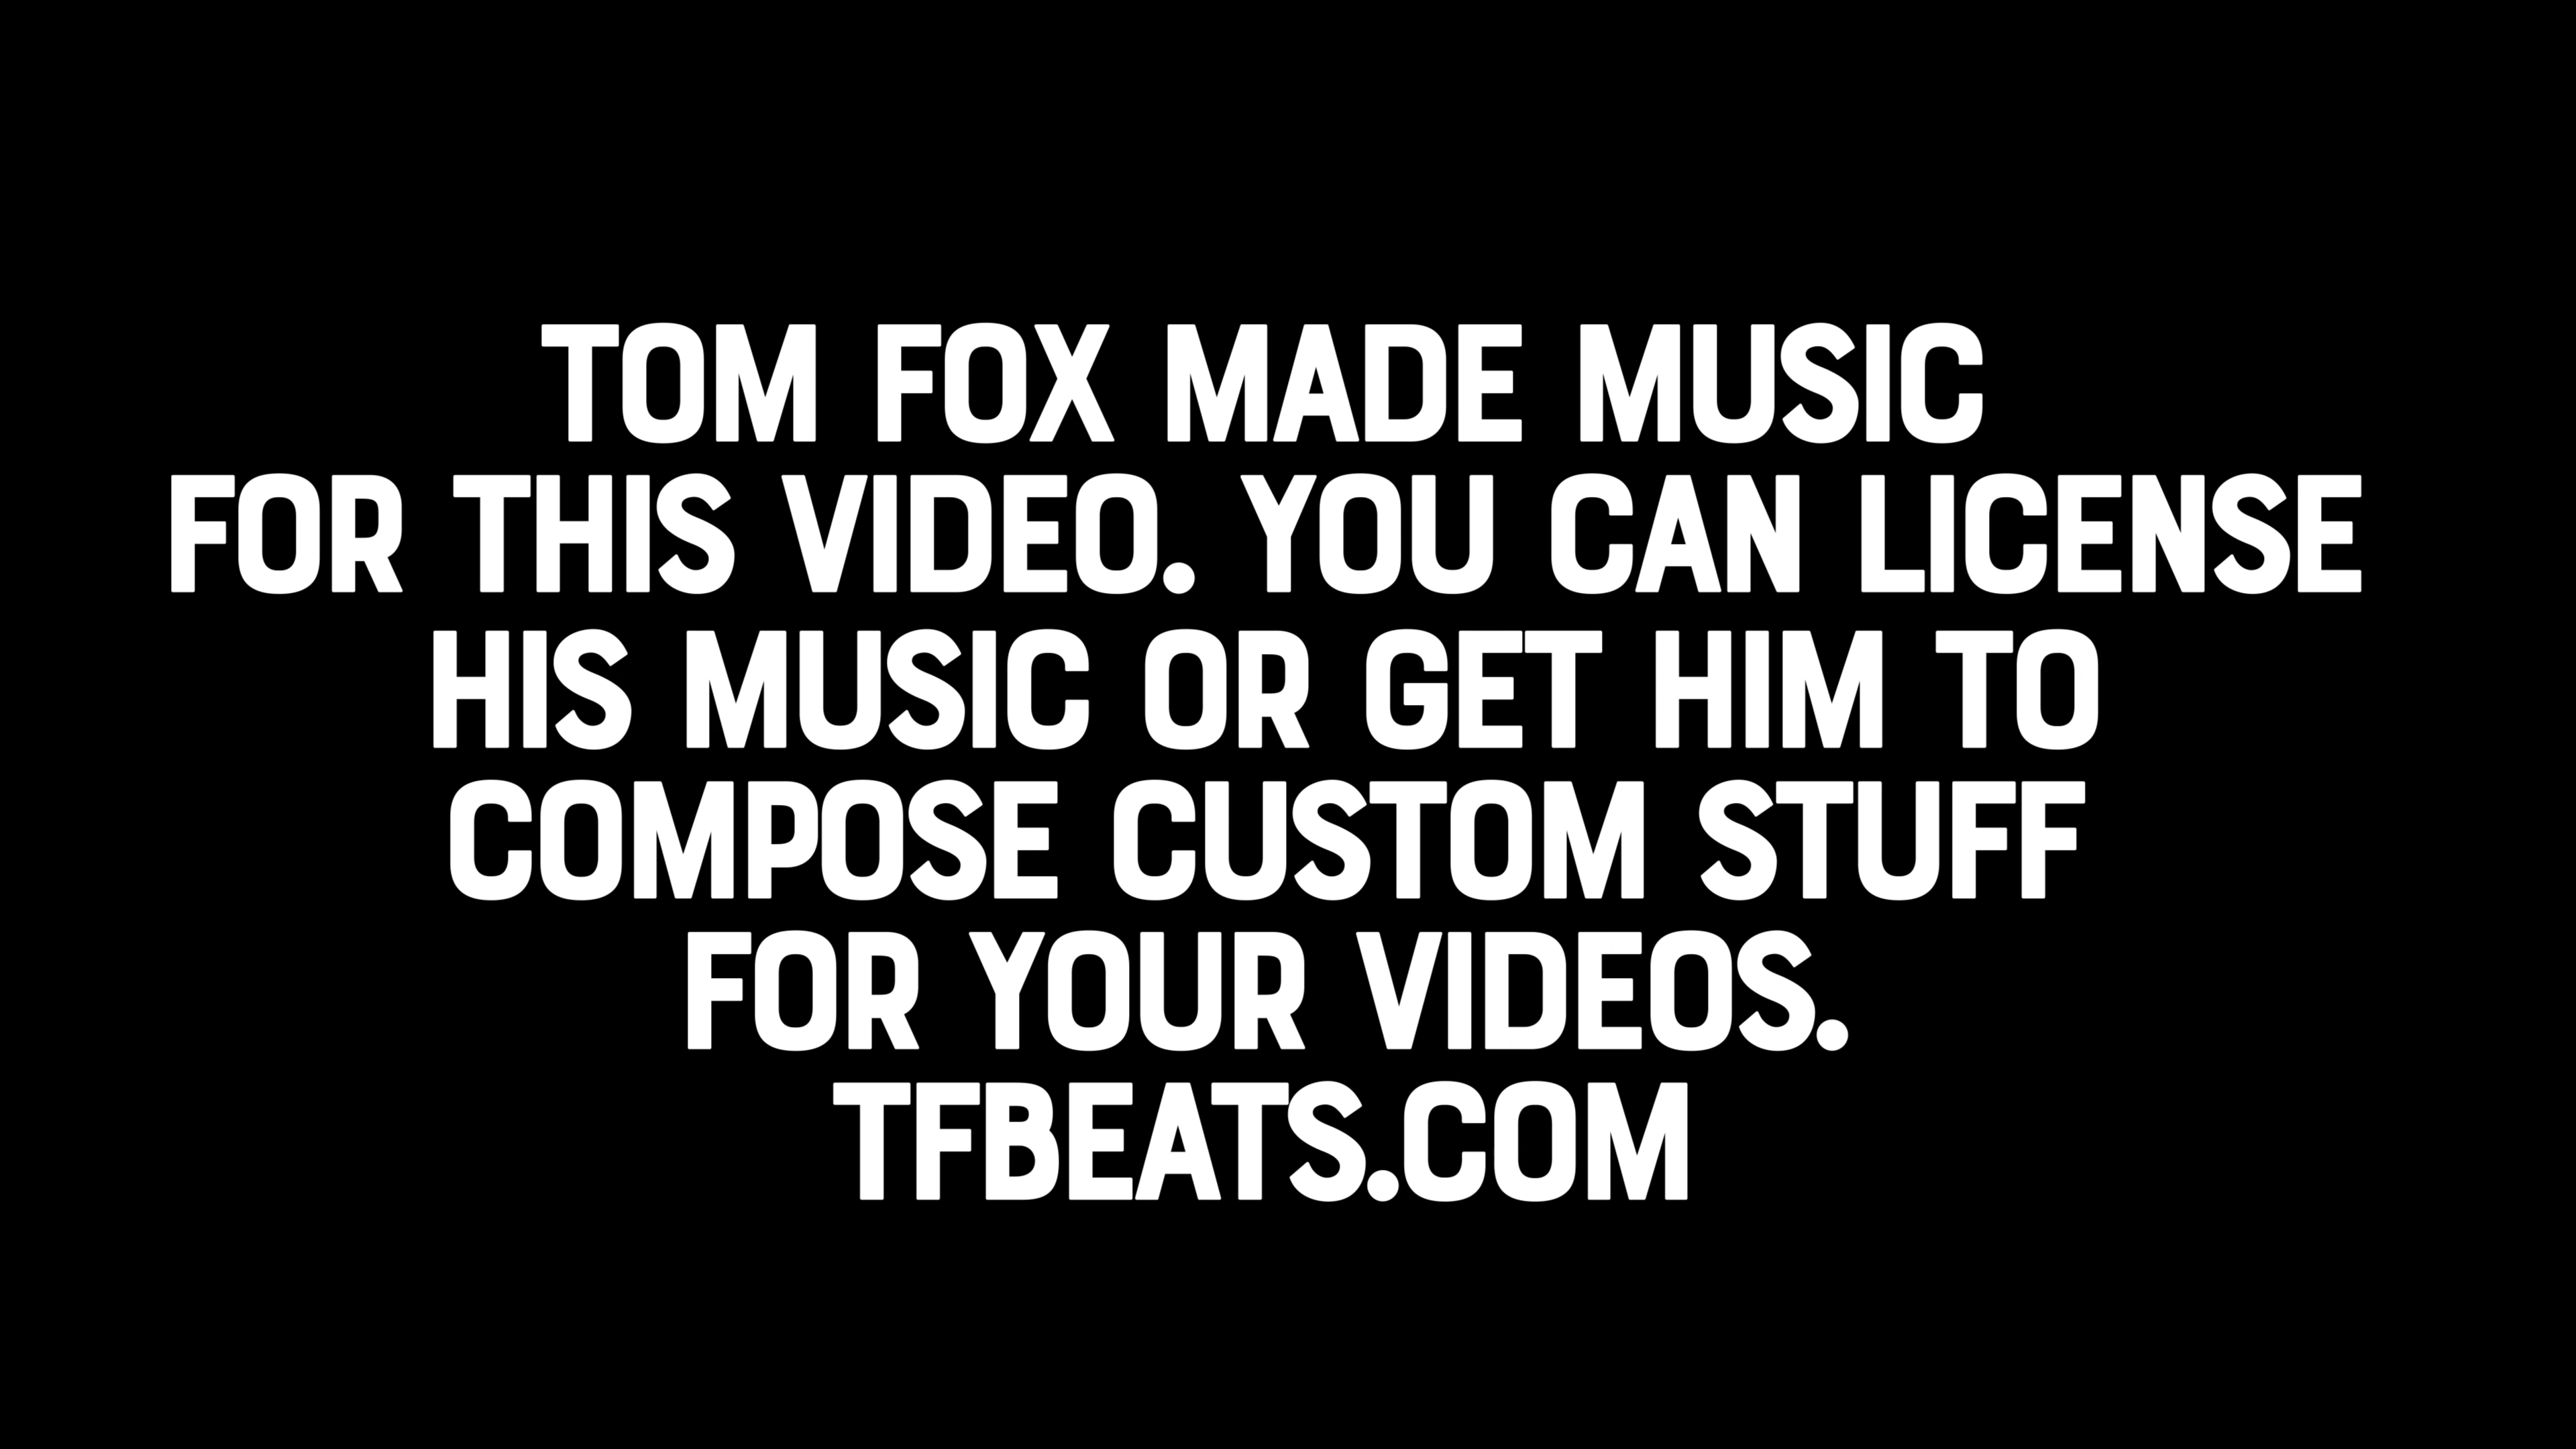 TOM FOX MADE MUSIC
FOR THIS VIDEO. YOU CAN LICENSE
HIS MUSIC OR GET HIM TO
COMPOSE CUSTOM STUFF
FOR YOUR VIDEOS.
TFBEATS.COM